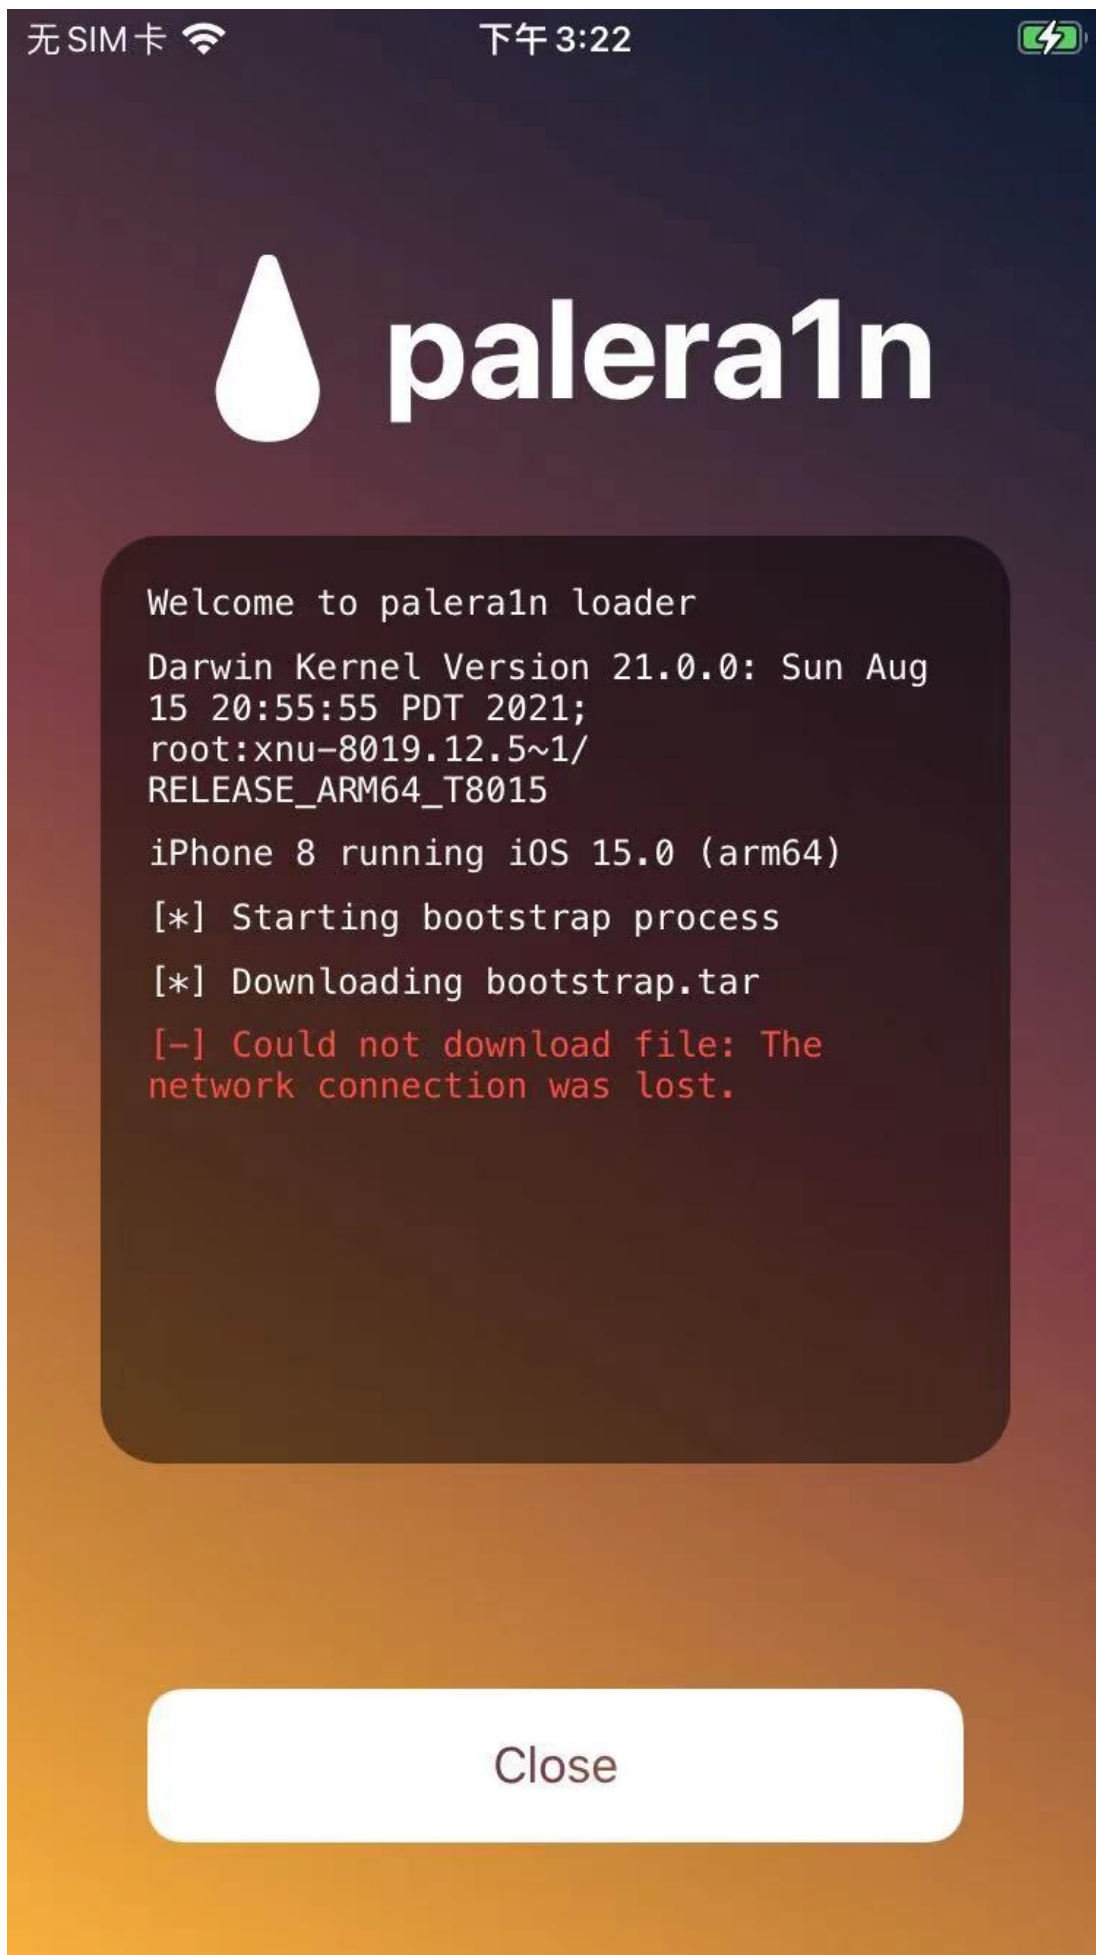 无SIM卡
下午3:22
palera1n
Welcome to palera1n loader
Darwin Kernel Version 21.0.0: Sun Aug
15 20:55:55 PDT 2021;
root:xnu-8019.12.5~1/
RELEASE_ARM64_T8015
iPhone 8 running iOS 15.0 (arm64)
[*] Starting bootstrap process
[*] Downloading bootstrap.tar
[-] Could not download file: The
network connection was lost.
Close